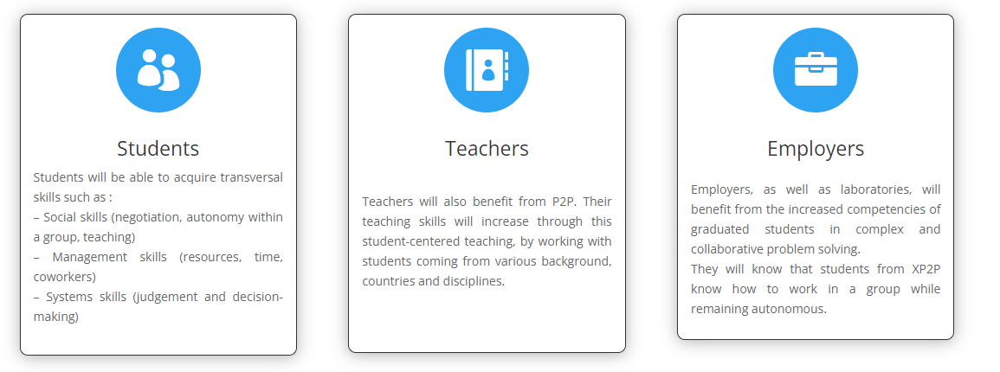 Students
Students will be able to acquire transversal
skills such as :
– Social skills (negotiation, autonomy within
a group, teaching)
– Management skills (resources, time,
coworkers)
– Systems skills (judgement and decision-
making)
Teachers
Teachers will also benefit from P2P. Their
teaching skills will increase through this
student-centered teaching, by working with
students coming from various background,
countries and disciplines.
Employers
Employers, as well as laboratories, will
benefit from the increased competencies of
graduated students in complex and
collaborative problem solving.
They will know that students from XP2P
know how to work in a group while
remaining autonomous.